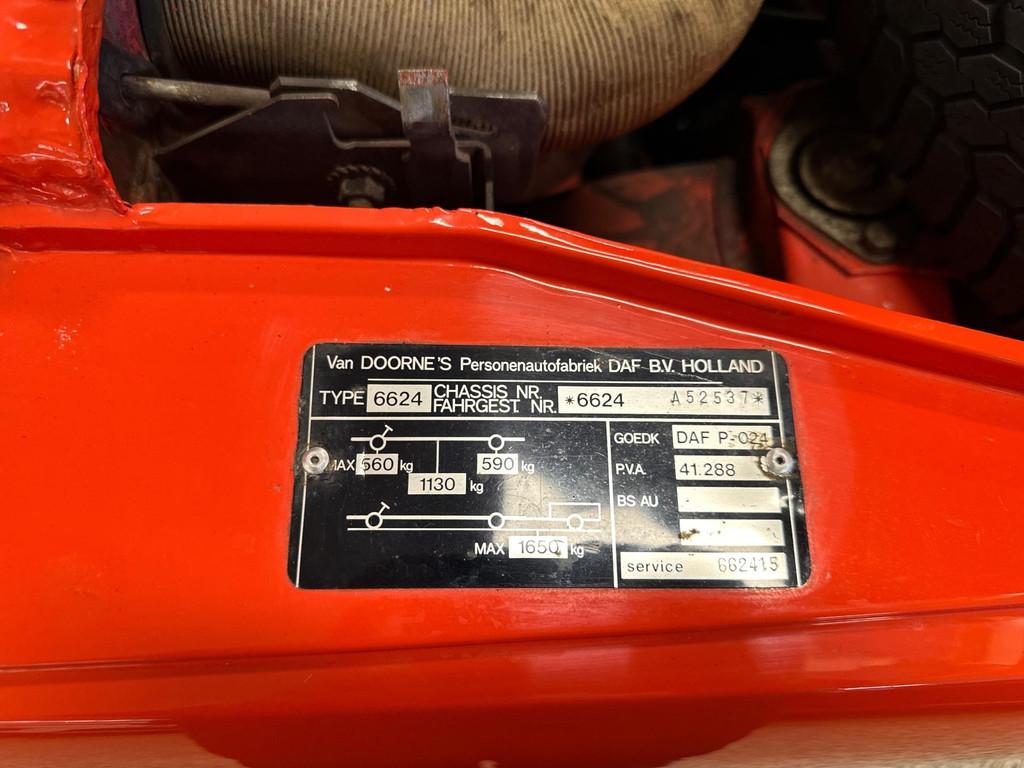 Van DOORNE'S Personenautofabriek DAF B.V. HOLLAND
TYPE 6624 CHASSIS NR. FAHRGEST. NR. *6624 A52537*
MAX 560 kg 590 kg
1130 kg
MAX 1650 kg
GOEDK DAF P-024
P.V.A. 41.288
BS AU
service 662415